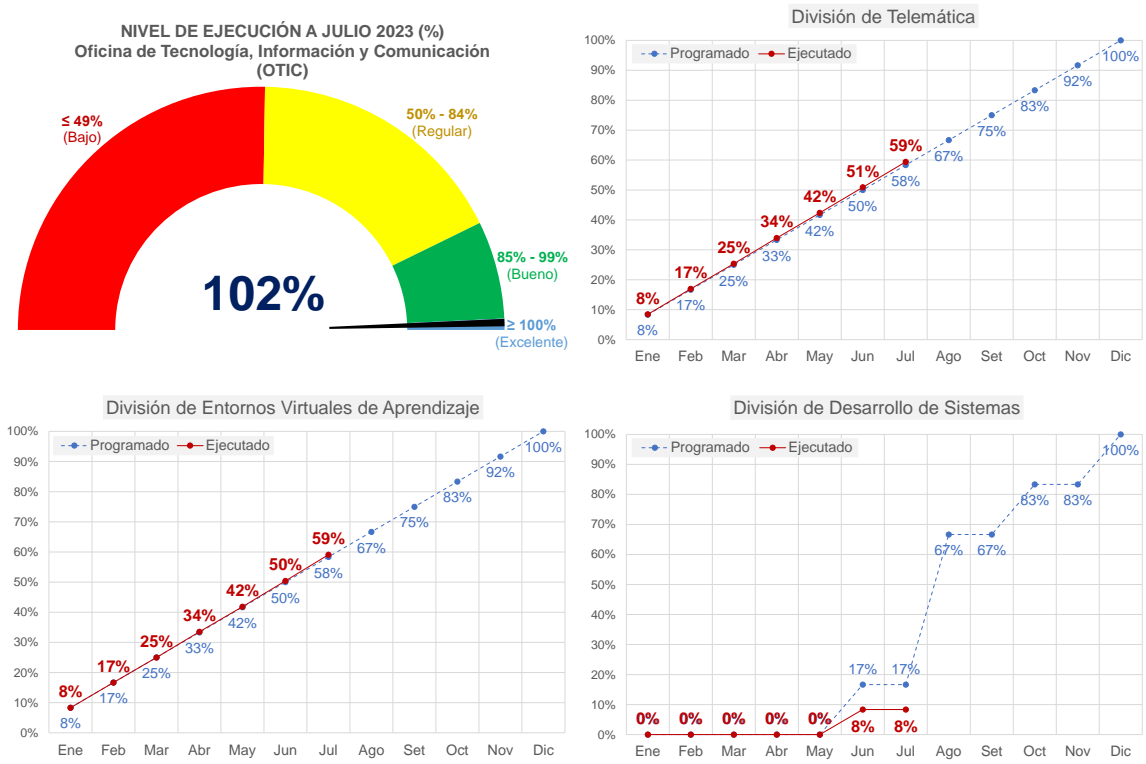 NIVEL DE EJECUCIÓN A JULIO 2023 (%)
Oficina de Tecnología, Información y Comunicación
(OTIC)
≤ 49%
(Bajo)
50% - 84%
(Regular)
85% - 99%
(Bueno)
≥ 100%
(Excelente)
102%
División de Telemática
Programado Ejecutado
100%
90%
80%
70%
60%
50%
40%
30%
20%
10%
0%
8% 17% 25% 34% 42% 51% 59%
8% 17% 25% 33% 42% 50% 58% 67% 75% 83% 92% 100%
Ene Feb Mar Abr May Jun Jul Ago Set Oct Nov Dic
División de Entornos Virtuales de Aprendizaje
Programado Ejecutado
100%
90%
80%
70%
60%
50%
40%
30%
20%
10%
0%
8% 17% 25% 34% 42% 50% 59%
8% 17% 25% 33% 42% 50% 58% 67% 75% 83% 92% 100%
Ene Feb Mar Abr May Jun Jul Ago Set Oct Nov Dic
División de Desarrollo de Sistemas
Programado Ejecutado
100%
90%
80%
70%
60%
50%
40%
30%
20%
10%
0%
0% 0% 0% 0% 0% 8% 8%
17% 17% 67% 67% 83% 83% 100%
Ene Feb Mar Abr May Jun Jul Ago Set Oct Nov Dic